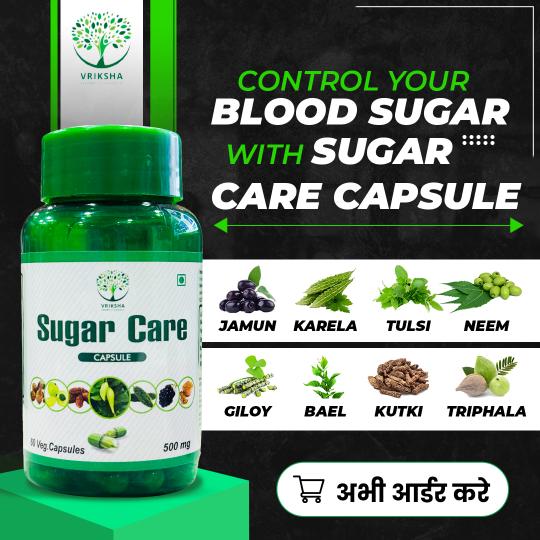 VRIKSHA
CONTROL YOUR
BLOOD SUGAR
WITH SUGAR
CARE CAPSULE
VRIKSHA
Sugar Care
CAPSULE
60 Veg.Capsules
500 mg
JAMUN KARELA TULSI NEEM
GILOY BAEL KUTKI TRIPHALA
अभी आर्डर करे